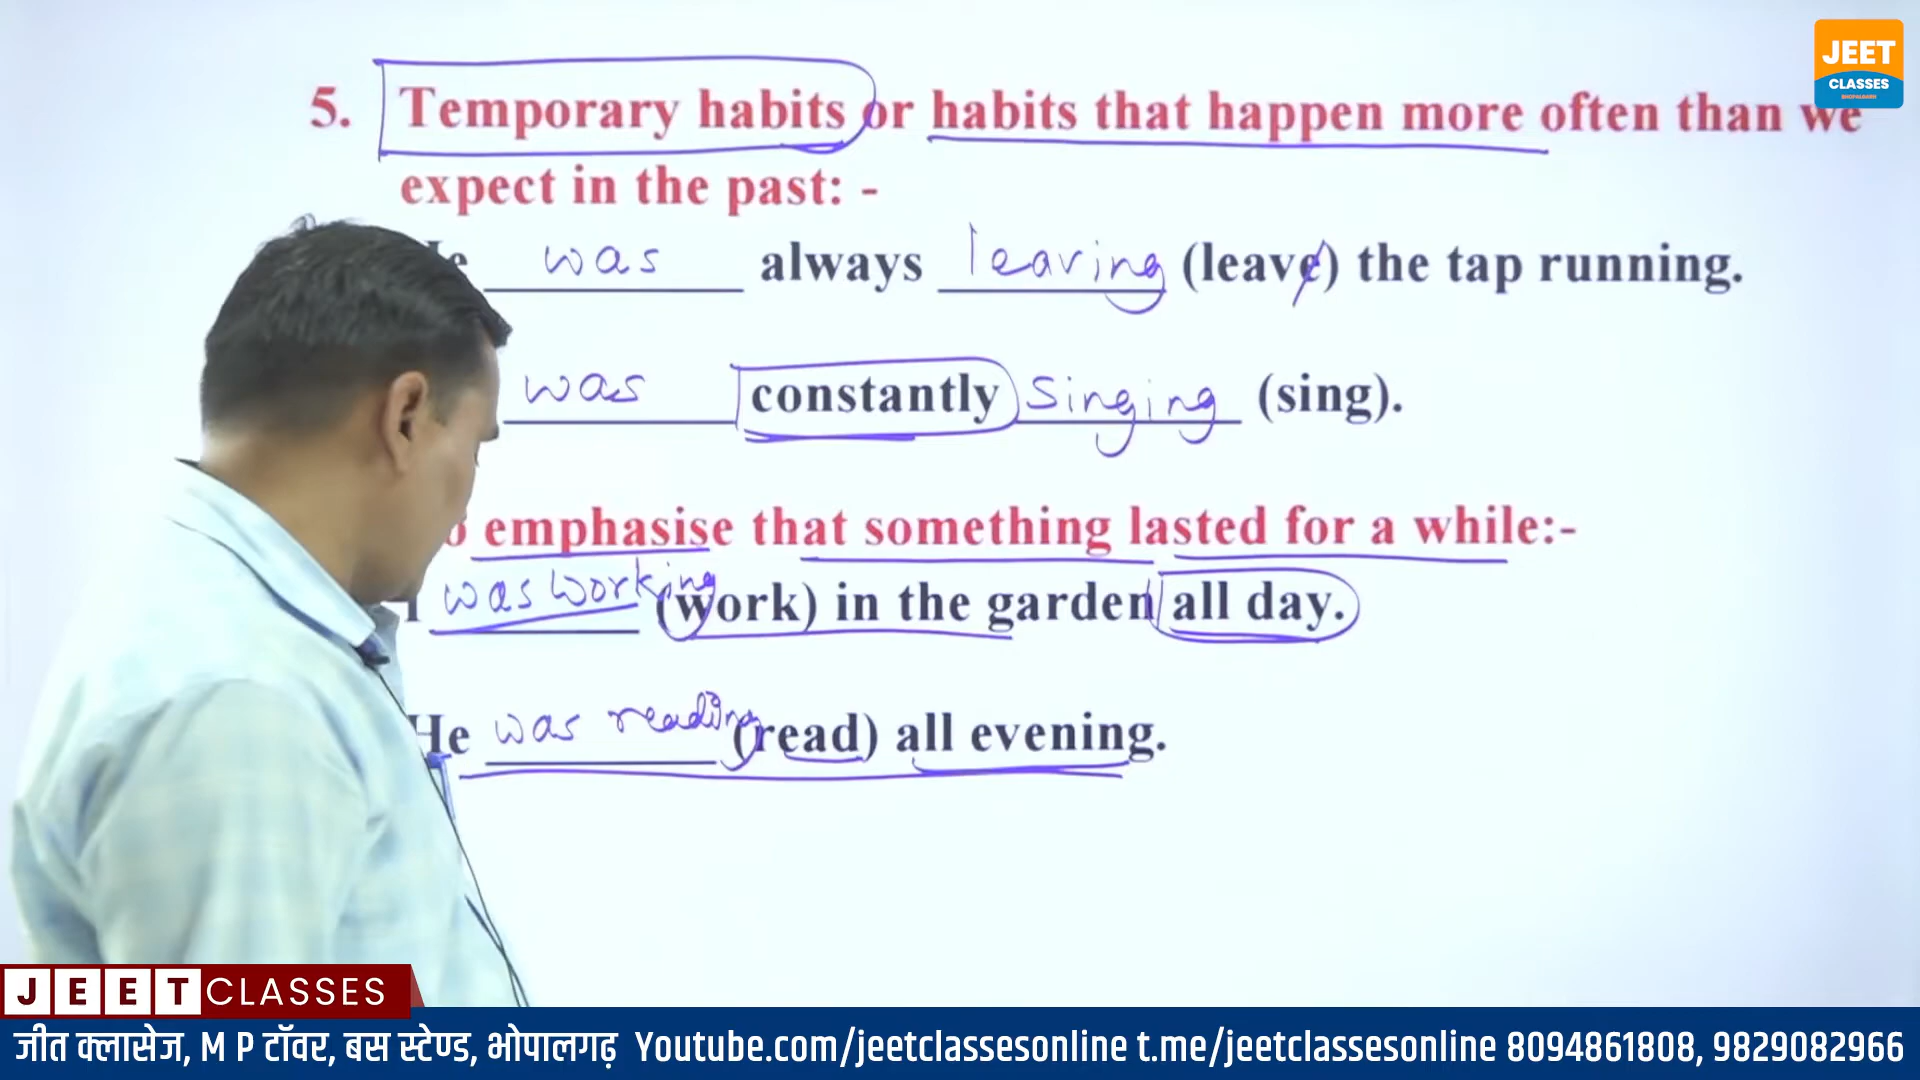 JEET
CLASSES
5. Temporary habits or habits that happen more often than we
expect in the past: -
was always leaving (leave) the tap running.
was constantly singing (sing).
emphasise that something lasted for a while:-
I was working (work) in the garden all day.
He was reading (read) all evening.
JEET CLASSES
जीत क्लासेज, M P टॉवर, बस स्टेण्ड, भोपालगढ़ Youtube.com/jeetclassesonline t.me/jeetclassesonline 8094861808, 9829082966